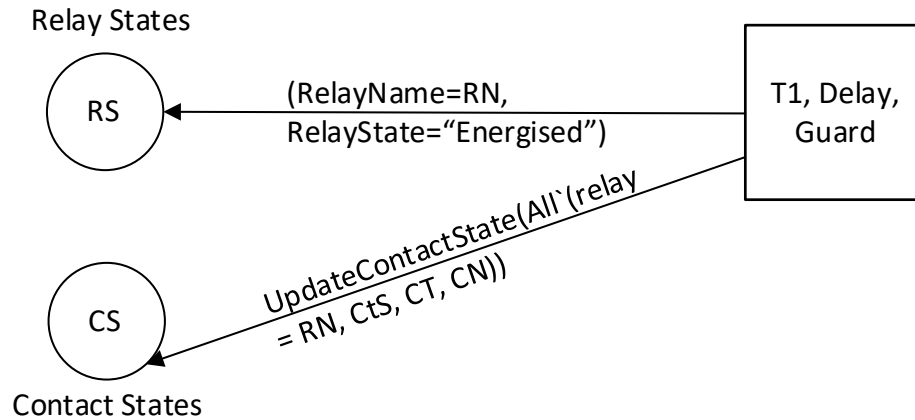 Relay States
RS
(RelayName=RN,
RelayState=“Energised”)
T1, Delay,
Guard
UpdateContactState(All`(relay
= RN, CtS, CT, CN))
CS
Contact States